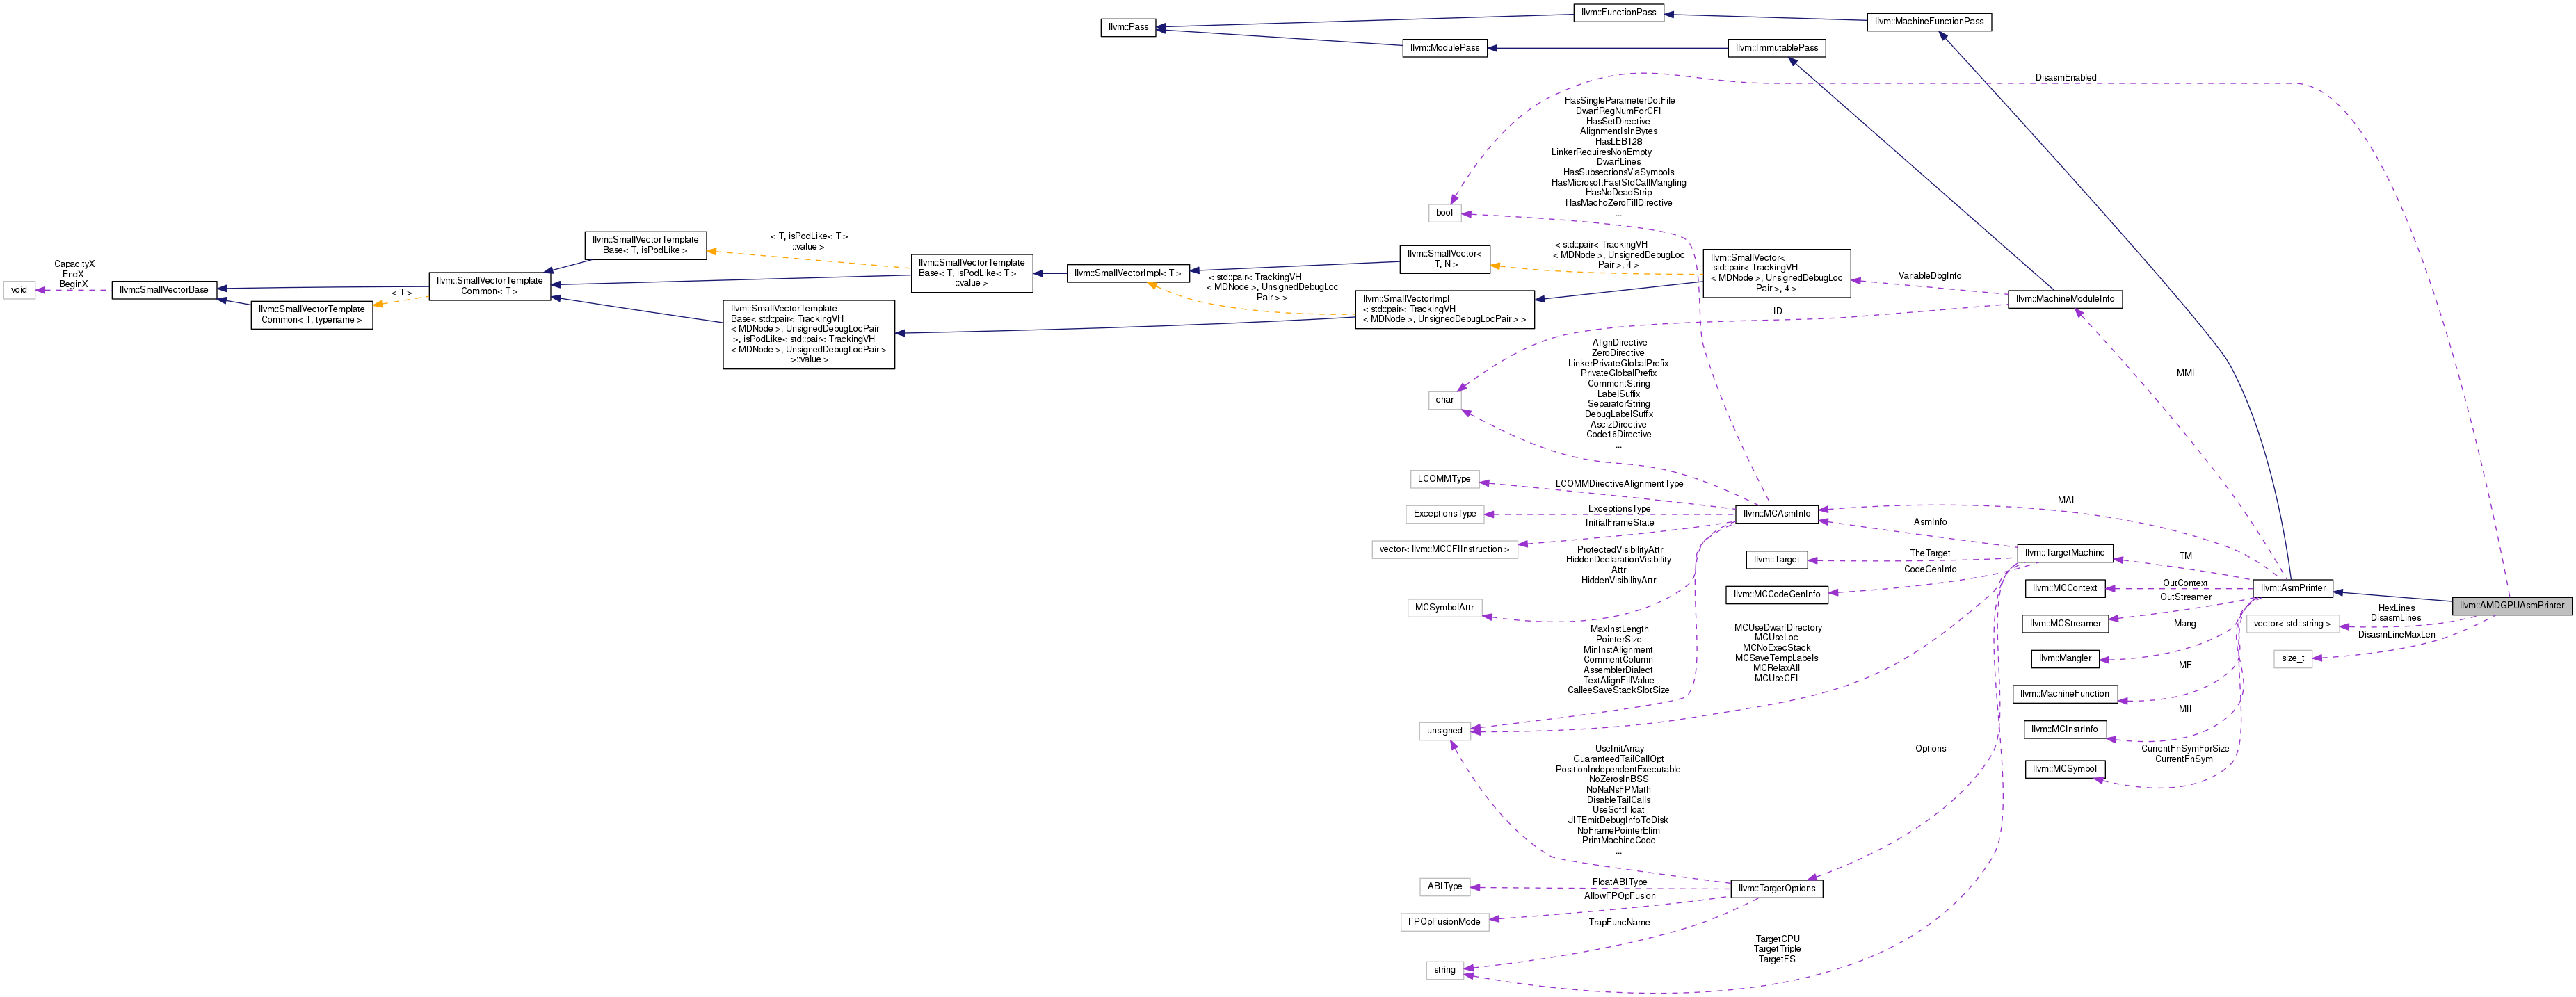 llvm::Pass
llvm::FunctionPass
llvm::MachineFunctionPass
llvm::ModulePass
llvm::ImmutablePass
DisasmEnabled
HasSingleParameterDotFile
DwarfRegNumForCFI
HasSetDirective
AlignmentIsInBytes
HasLEB128
LinkerRequiresNonEmpty
DwarfLines
HasSubsectionsViaSymbols
HasMicrosoftFastStdCallMangling
HasNoDeadStrip
HasMachoZeroFillDirective
...
bool
void
CapacityX
EndX
BeginX
llvm::SmallVectorBase
llvm::SmallVectorTemplate
Common< T, typename >
< T >
llvm::SmallVectorTemplate
Common< T >
llvm::SmallVectorTemplate
Base< T, isPodLike >
< T, isPodLike< T >
::value >
llvm::SmallVectorTemplate
Base< std::pair< TrackingVH
< MDNode >, UnsignedDebugLocPair
>, isPodLike< std::pair< TrackingVH
< MDNode >, UnsignedDebugLocPair >
>::value >
llvm::SmallVectorTemplate
Base< T, isPodLike< T >
::value >
llvm::SmallVectorImpl< T >
< std::pair< TrackingVH
< MDNode >, UnsignedDebugLoc
Pair > >
llvm::SmallVector<
T, N >
llvm::SmallVectorImpl
< std::pair< TrackingVH
< MDNode >, UnsignedDebugLocPair > >
< std::pair< TrackingVH
< MDNode >, UnsignedDebugLoc
Pair >, 4 >
llvm::SmallVector<
std::pair< TrackingVH
< MDNode >, UnsignedDebugLoc
Pair >, 4 >
VariableDbgInfo
llvm::MachineModuleInfo
ID
MMI
char
AlignDirective
ZeroDirective
LinkerPrivateGlobalPrefix
PrivateGlobalPrefix
CommentString
LabelSuffix
SeparatorString
DebugLabelSuffix
AscizDirective
Code16Directive
...
LCOMMType
LCOMMDirectiveAlignmentType
ExceptionsType
ExceptionsType
InitialFrameState
vector< llvm::MCCFIInstruction >
llvm::MCAsmInfo
MAI
AsmInfo
ProtectedVisibilityAttr
HiddenDeclarationVisibility
Attr
HiddenVisibilityAttr
MCSymbolAttr
llvm::Target
TheTarget
llvm::MCCodeGenInfo
CodeGenInfo
llvm::TargetMachine
TM
llvm::MCContext
OutContext
llvm::MCStreamer
OutStreamer
llvm::AsmPrinter
llvm::AMDGPUAsmPrinter
HexLines
DisasmLines
vector< std::string >
DisasmLineMaxLen
size_t
Mang
llvm::Mangler
MF
llvm::MachineFunction
MII
llvm::MCInstrInfo
CurrentFnSymForSize
CurrentFnSym
llvm::MCSymbol
MaxInstLength
PointerSize
MinInstAlignment
CommentColumn
AssemblerDialect
TextAlignFillValue
CalleeSaveStackSlotSize
MCUseDwarfDirectory
MCUseLoc
MCNoExecStack
MCSaveTempLabels
MCRelaxAll
MCUseCFI
unsigned
Options
UseInitArray
GuaranteedTailCallOpt
PositionIndependentExecutable
NoZerosInBSS
NoNaNsFPMath
DisableTailCalls
UseSoftFloat
JITEmitDebugInfoToDisk
NoFramePointerElim
PrintMachineCode
...
ABIType
FloatABIType
AllowFPOpFusion
FPOpFusionMode
TrapFuncName
llvm::TargetOptions
string
TargetCPU
TargetTriple
TargetFS